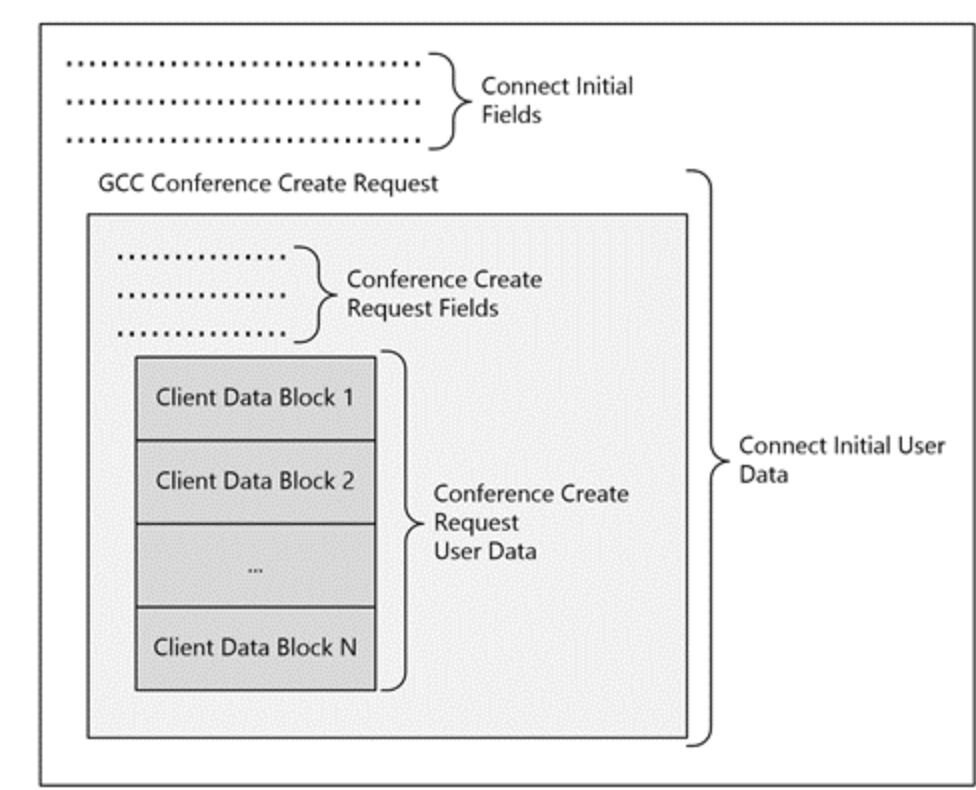 Connect Initial
Fields
GCC Conference Create Request
Conference Create
Request Fields
Client Data Block 1
Client Data Block 2
...
Client Data Block N
Conference Create
Request
User Data
Connect Initial User
Data